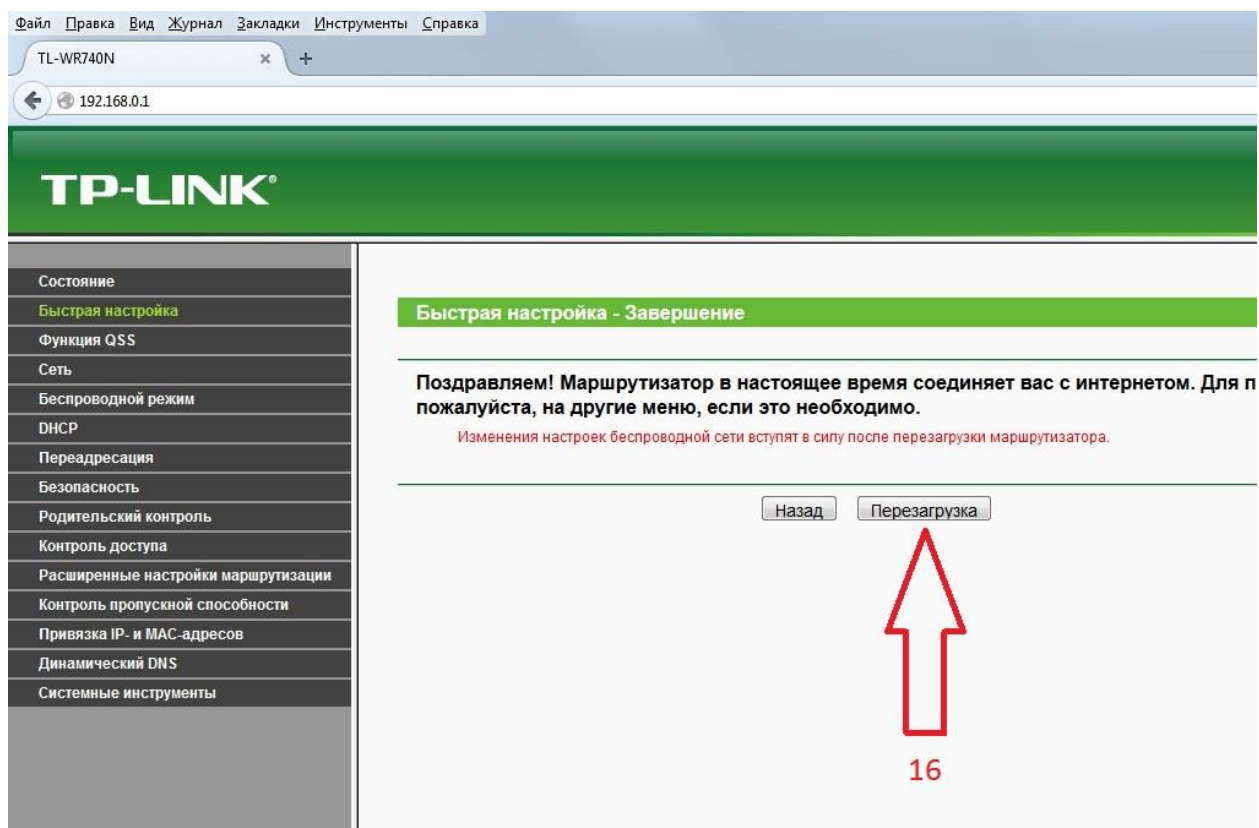 Файл Правка Вид Журнал Закладки Инструменты Справка
TL-WR740N × +
192.168.0.1
TP-LINK®
Состояние
Быстрая настройка
Функция QSS
Сеть
Беспроводной режим
DHCP
Переадресация
Безопасность
Родительский контроль
Контроль доступа
Расширенные настройки маршрутизации
Контроль пропускной способности
Привязка IP- и MAC-адресов
Динамический DNS
Системные инструменты
Быстрая настройка - Завершение
Поздравляем! Маршрутизатор в настоящее время соединяет вас с интернетом. Для п
пожалуйста, на другие меню, если это необходимо.
Изменения настроек беспроводной сети вступят в силу после перезагрузки маршрутизатора.
Назад Перезагрузка
16